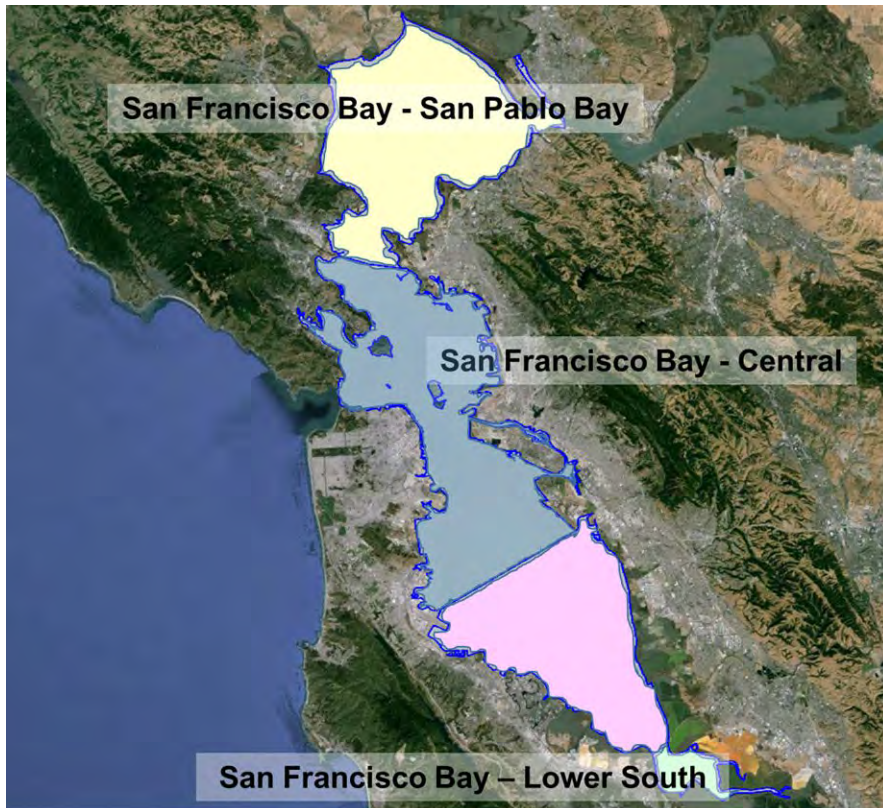 San Francisco Bay - San Pablo Bay
San Francisco Bay - Central
San Francisco Bay – Lower South